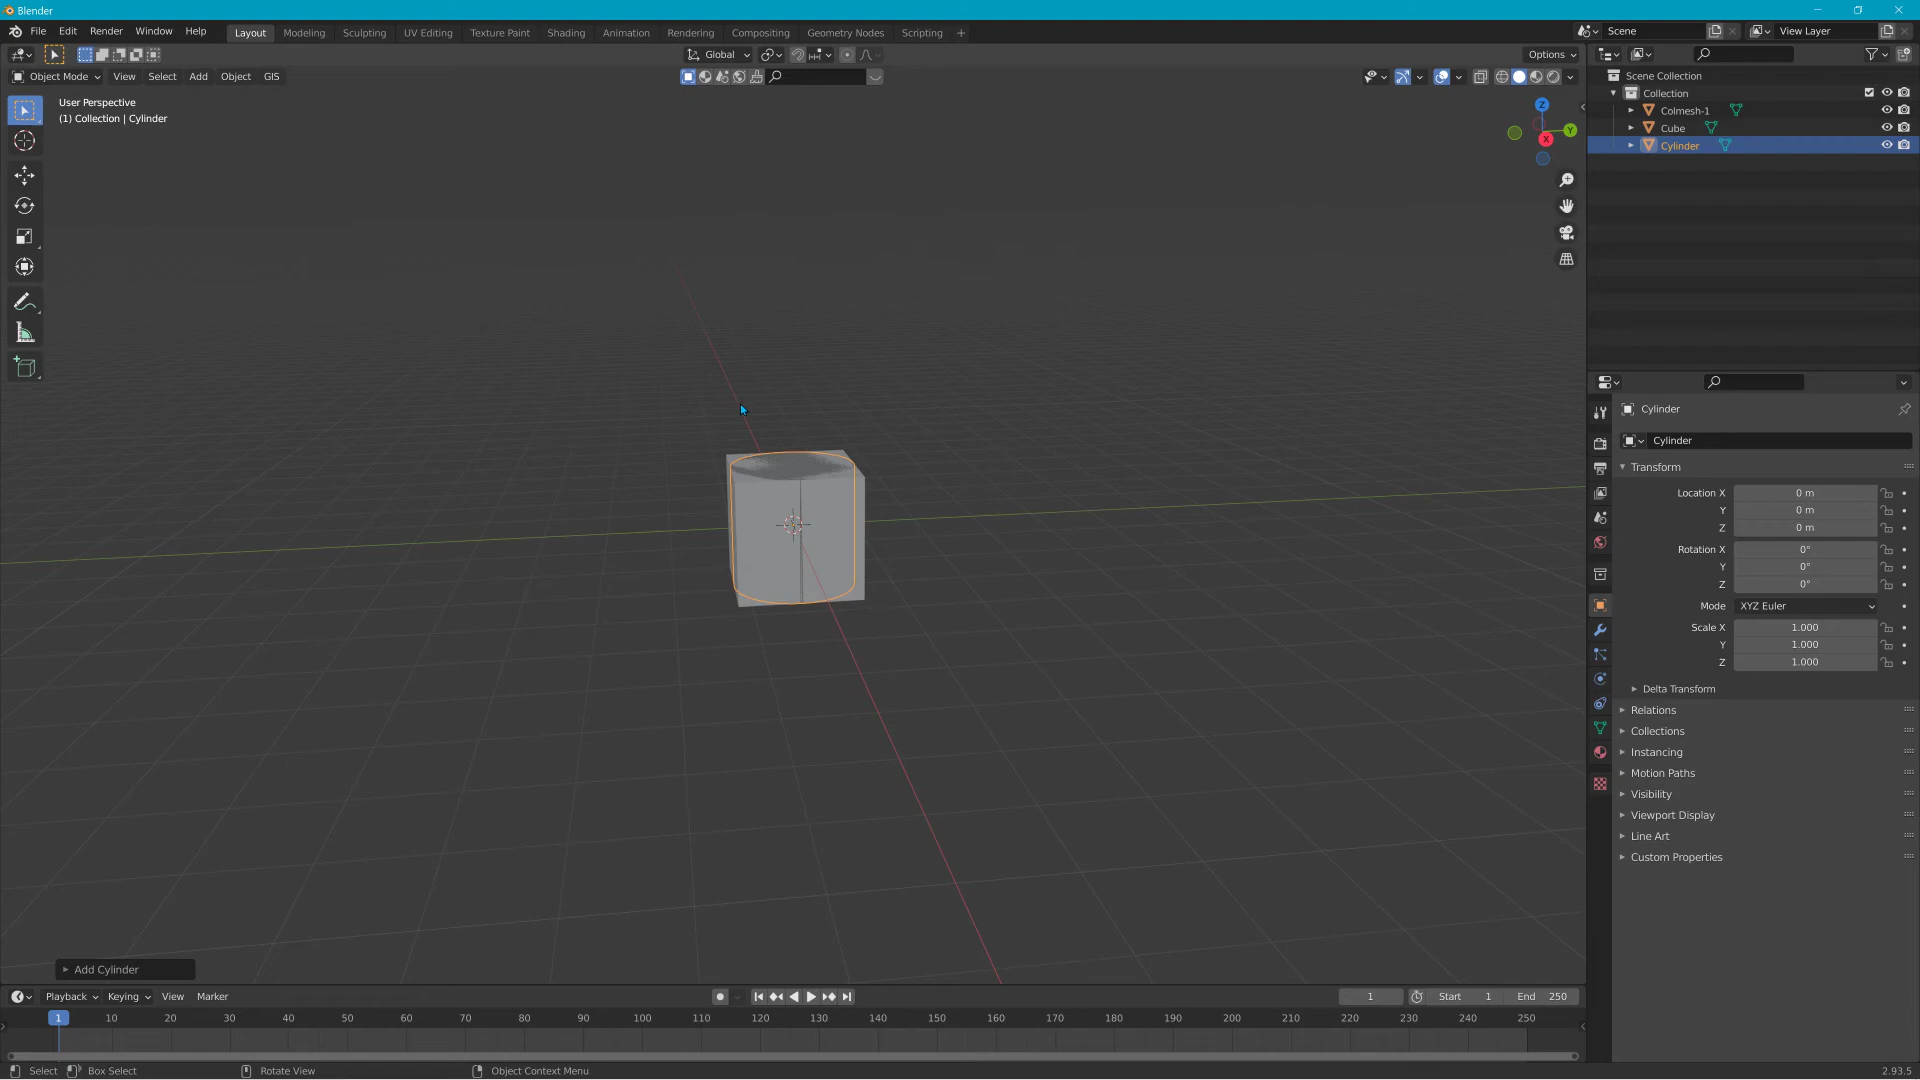 Blender
File Edit Render Window Help Layout Modeling Sculpting UV Editing Texture Paint Shading Animation Rendering Compositing Geometry Nodes Scripting + Scene View Layer
Global Options
Object Mode View Select Add Object GIS
Scene Collection
Collection
Colmesh-1
Cube
Cylinder
User Perspective
(1) Collection | Cylinder
Z
Y
X
Cylinder
Cylinder
Transform
Location X 0 m
Y 0 m
Z 0 m
Rotation X 0°
Y 0°
Z 0°
Mode XYZ Euler
Scale X 1.000
Y 1.000
Z 1.000
Delta Transform
Relations
Collections
Instancing
Motion Paths
Visibility
Viewport Display
Line Art
Custom Properties
Add Cylinder
Playback Keying View Marker 1 Start 1 End 250
1 10 20 30 40 50 60 70 80 90 100 110 120 130 140 150 160 170 180 190 200 210 220 230 240 250
Select Box Select Rotate View Object Context Menu 2.93.5